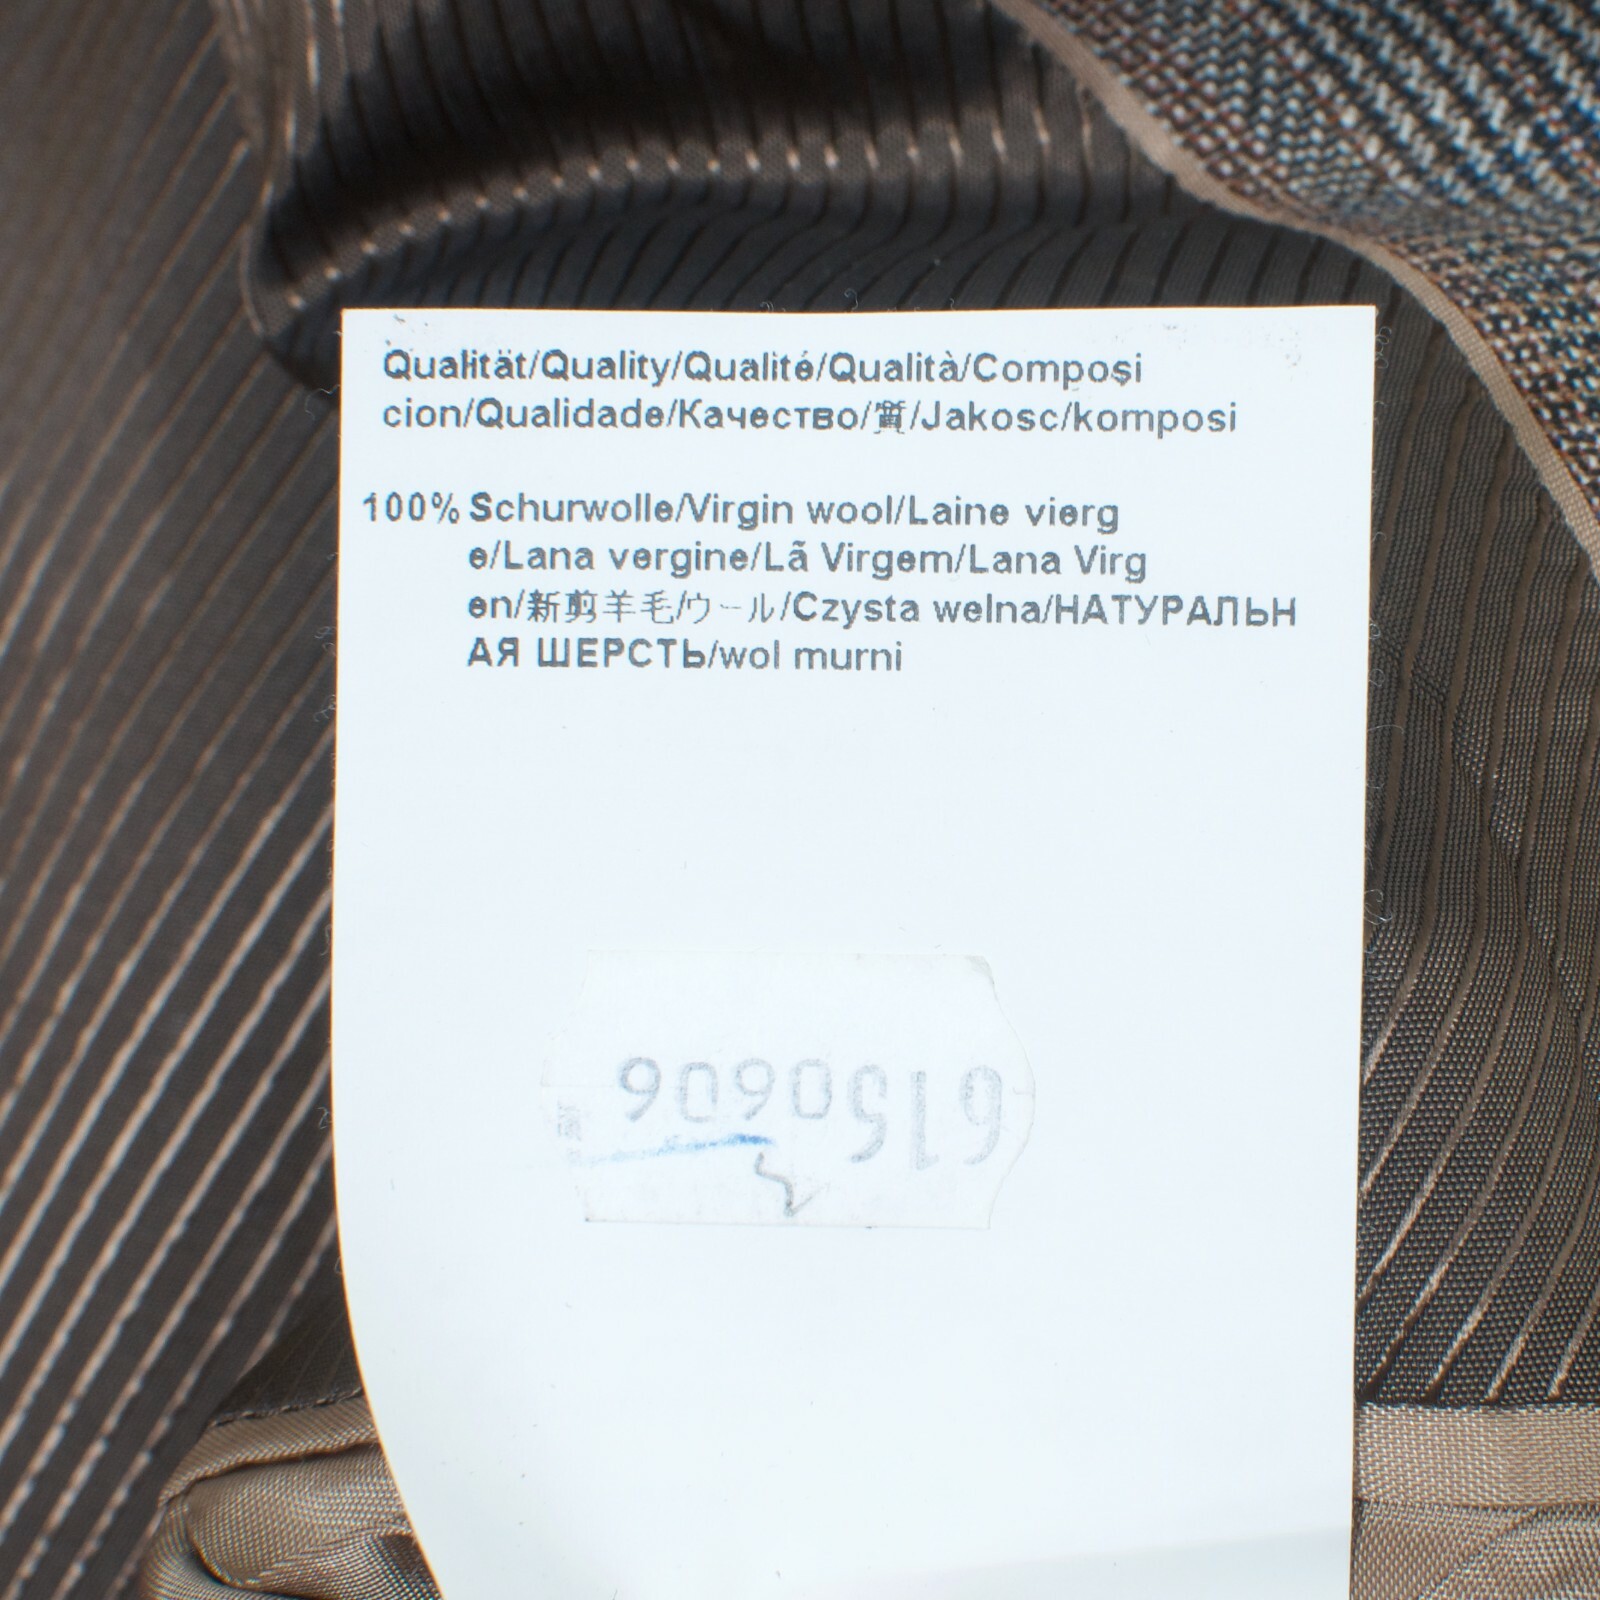 Qualität/Quality/Qualité/Qualità/Composi
cion/Qualidade/Качество/質/Jakosc/komposi
100% Schurwolle/Virgin wool/Laine vierg
e/Lana vergine/Lã Virgem/Lana Virg
en/新剪羊毛/ウール/Czysta welna/НАТУРАЛЬН
АЯ ШЕРСТЬ/wol murni
6150606